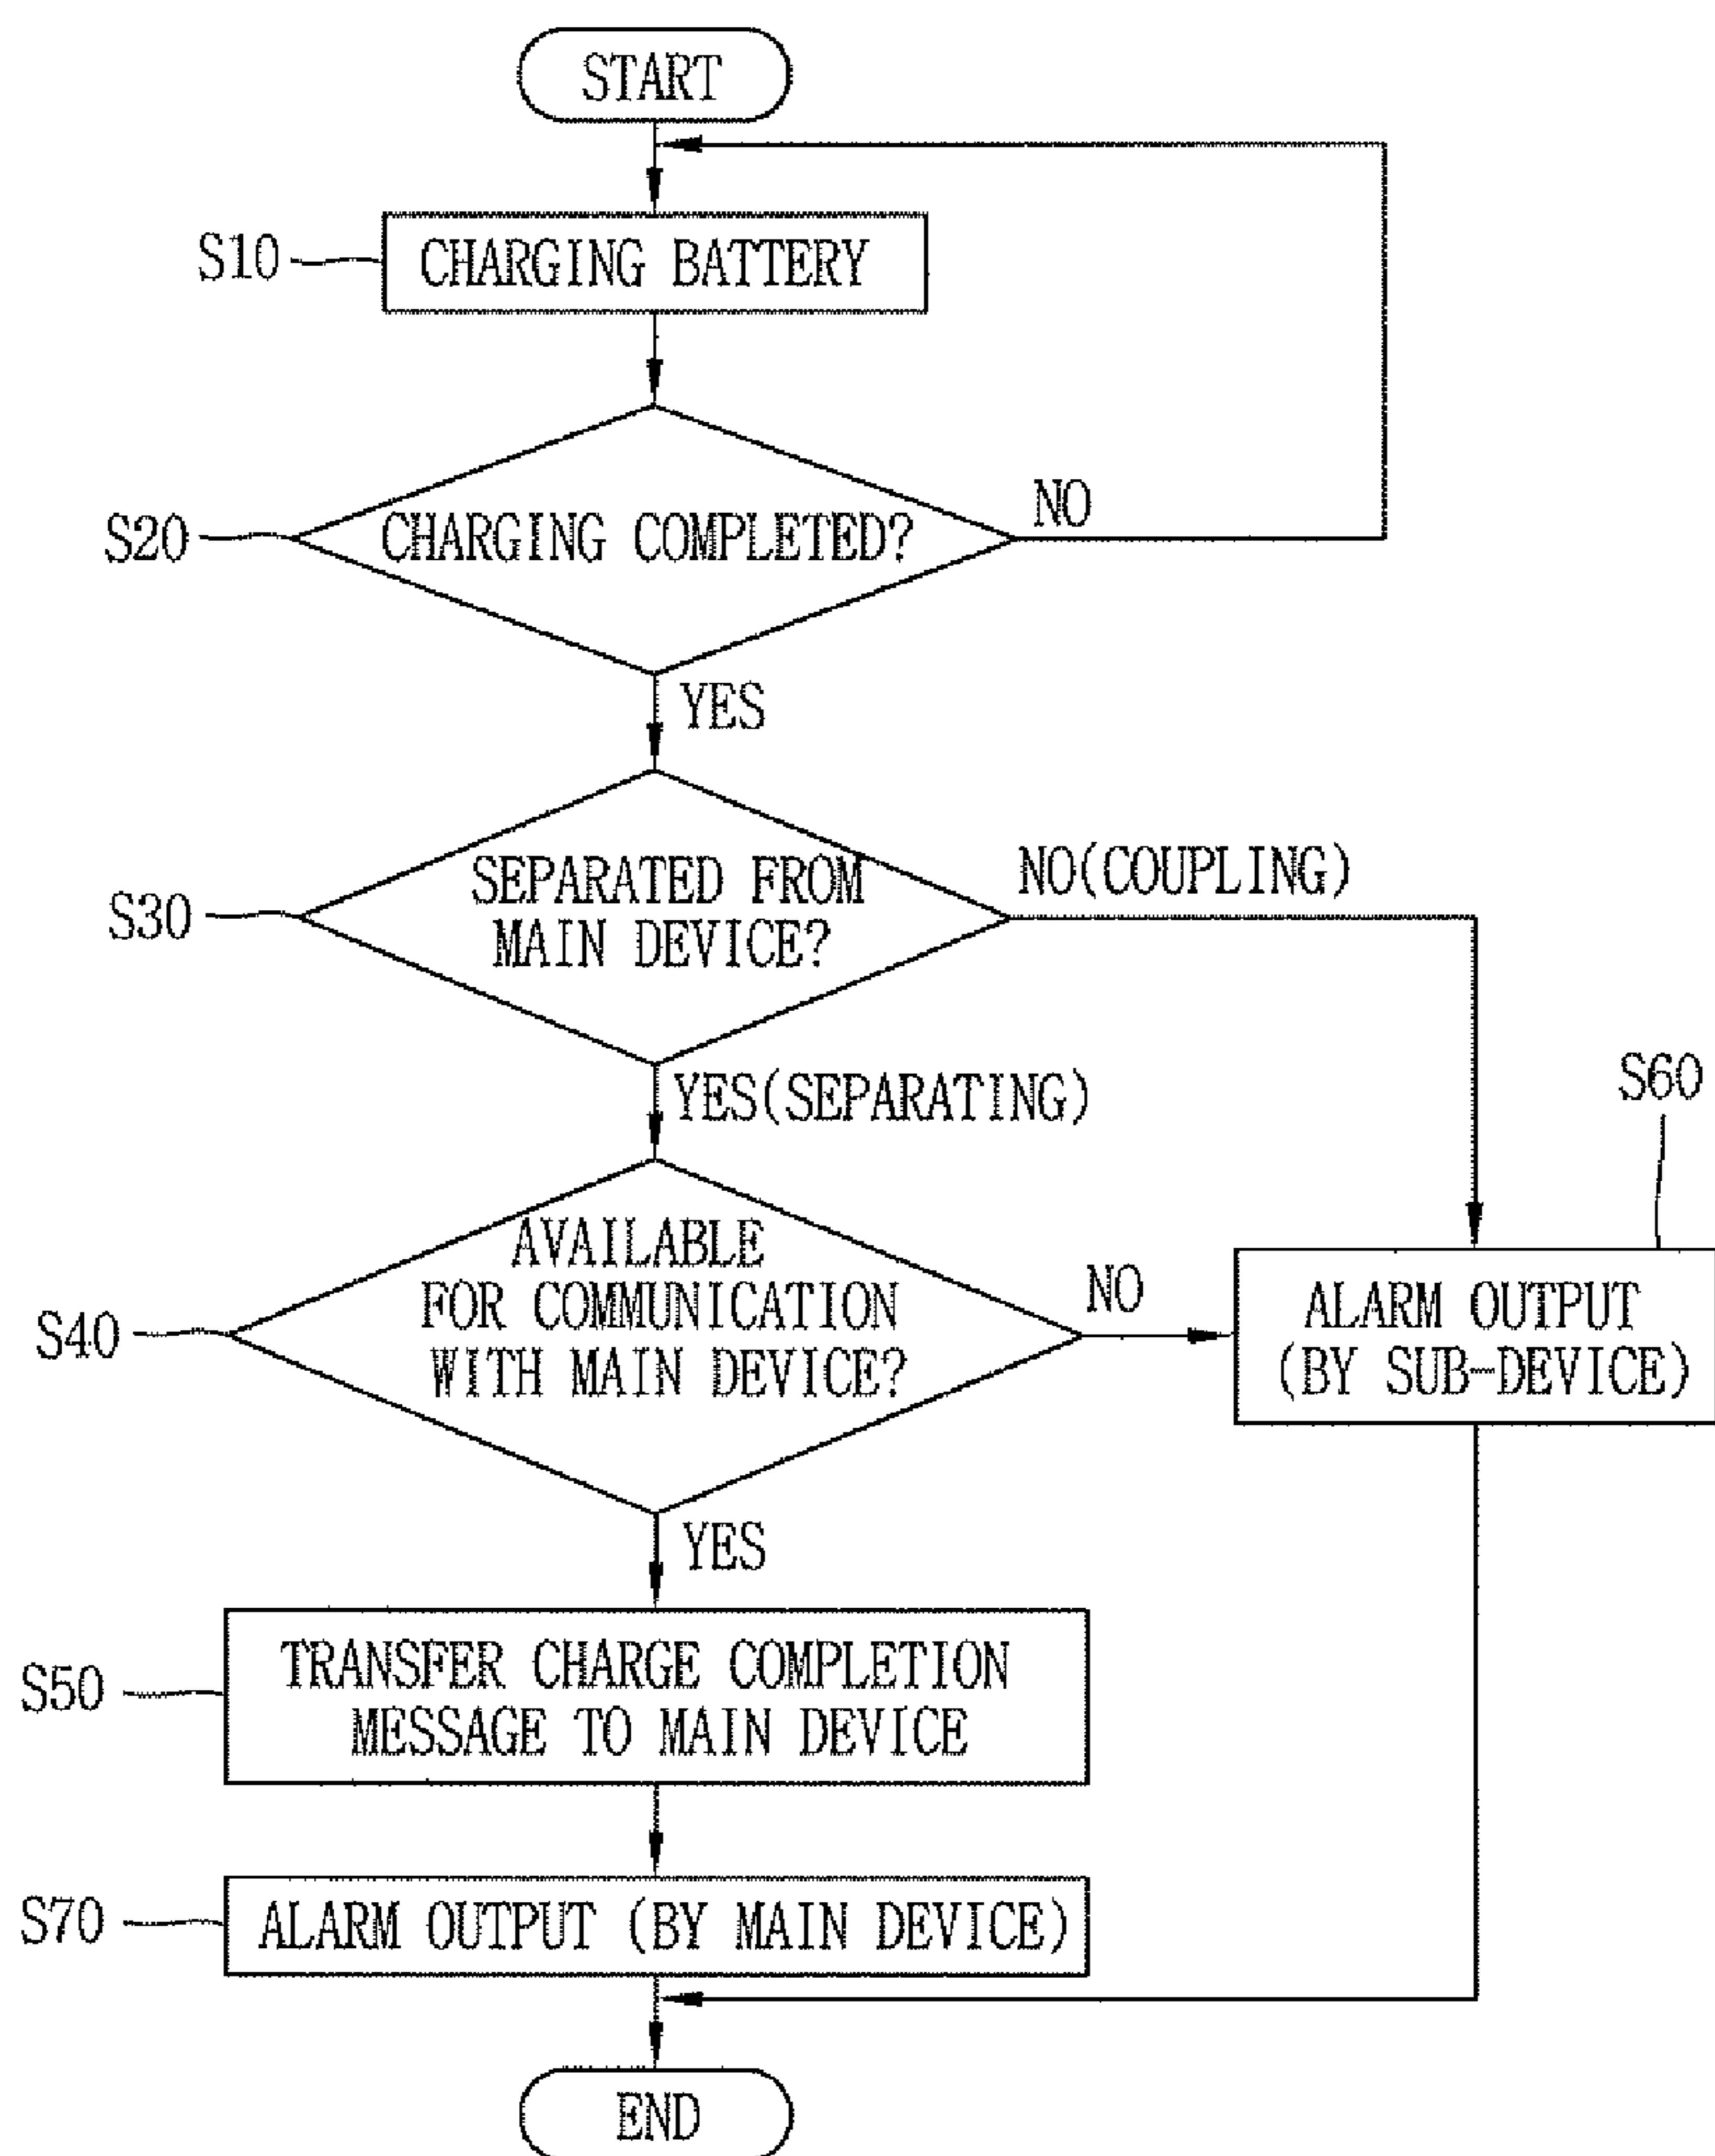 START
S10
CHARGING BATTERY
S20
CHARGING COMPLETED?
NO
YES
S30
SEPARATED FROM
MAIN DEVICE?
NO(COUPLING)
YES(SEPARATING)
S60
S40
AVAILABLE
FOR COMMUNICATION
WITH MAIN DEVICE?
NO
ALARM OUTPUT
(BY SUB-DEVICE)
YES
S50
TRANSFER CHARGE COMPLETION
MESSAGE TO MAIN DEVICE
S70
ALARM OUTPUT (BY MAIN DEVICE)
END